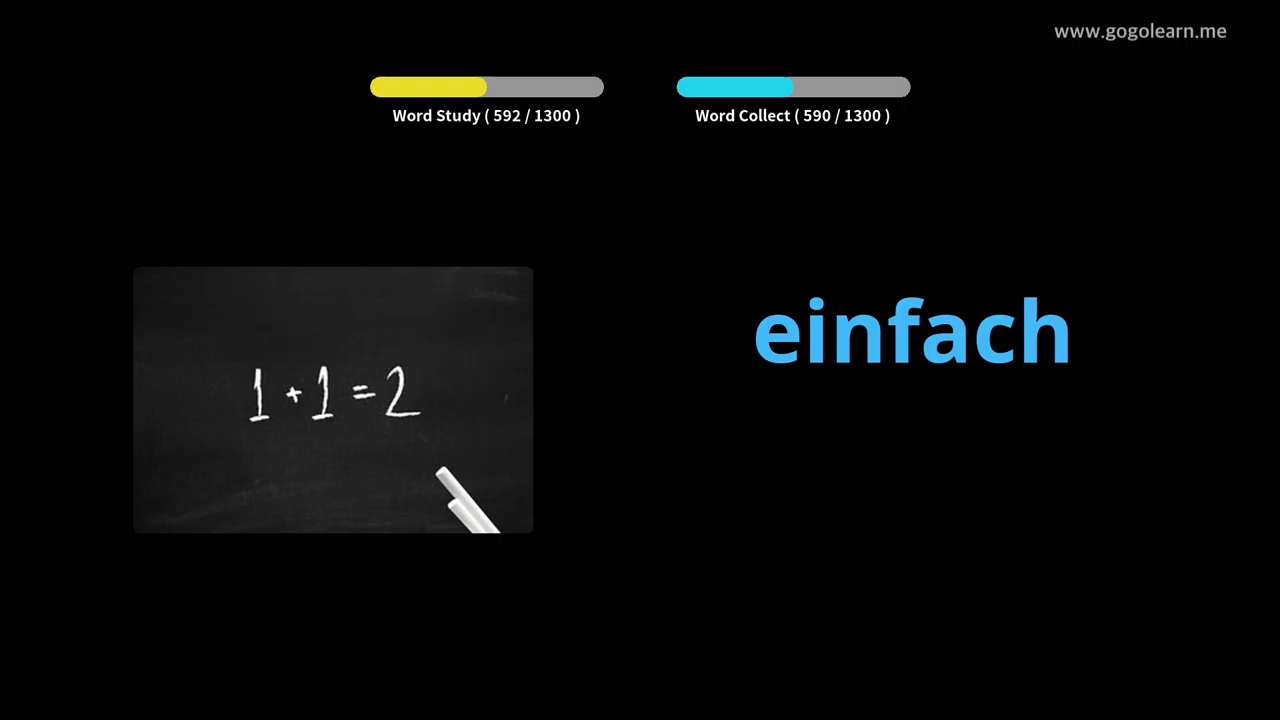 www.gogolearn.me
Word Study ( 592 / 1300 )
Word Collect ( 590 / 1300 )
einfach
1 + 1 = 2